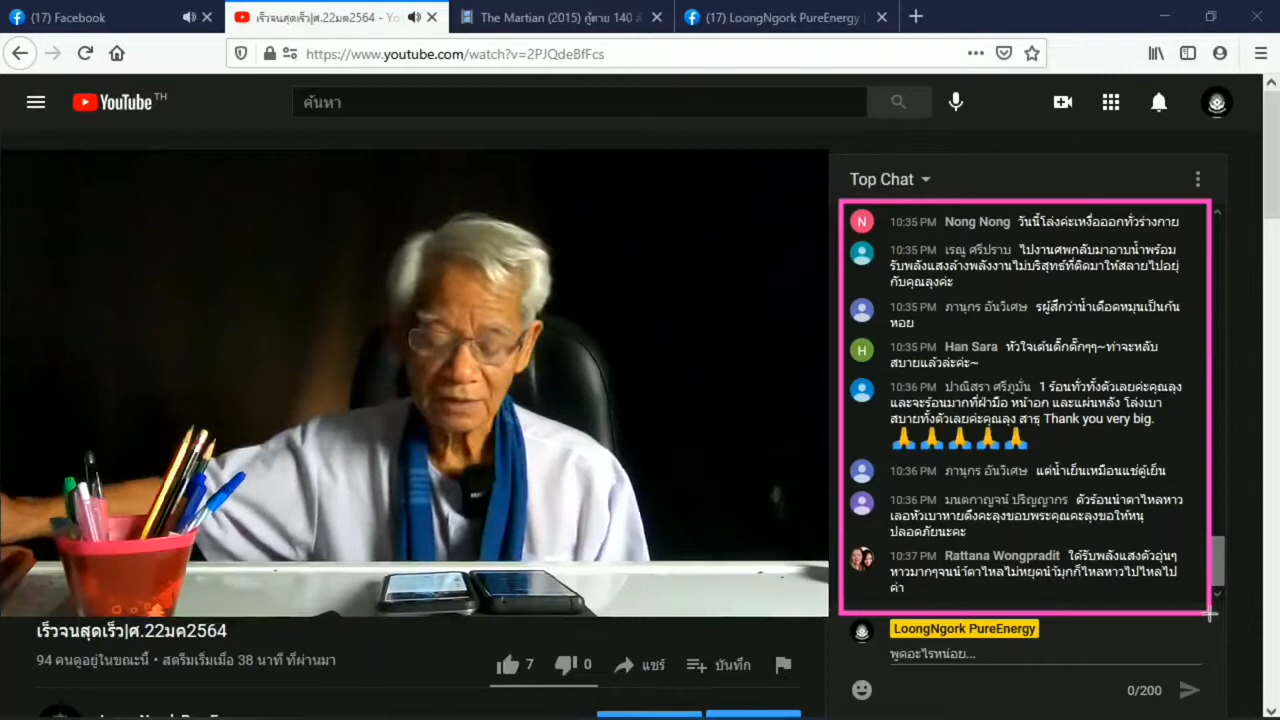 (17) Facebook
เร็วจนสุดเร็ว|ศ.22มค2564 - Yo
The Martian (2015) กู้ตาย 140 ล้
(17) LoongNgork PureEnergy
https://www.youtube.com/watch?v=2PJQdeBfFcs
YouTube TH
ค้นหา
Top Chat
N 10:35 PM Nong Nong วันนี้โล่งค่ะเหงื่อออกทั่วร่างกาย
10:35 PM เรณู ศรีปราบ ไปงานศพกลับมาอาบน้ำพร้อม
รับพลังแสงล้างพลังงานไม่บริสุทธ์ที่ติดมาให้สลายไปอยุ่
กับคุณลุงค่ะ
10:35 PM ภานุกร อันวิเศษ รผู้สึกว่าน้ำเดือดหมุนเป็นก้น
หอย
H 10:35 PM Han Sara หัวใจเต้นตึ๊กตั๊กๆๆ~ท่าจะหลับ
สบายแล้วล่ะค่ะ~
10:36 PM ปาณิสรา ศรีภูมั่น 1 ร้อนทั่วทั้งตัวเลยค่ะคุณลุง
และจะร้อนมากที่ฝ่ามือ หน้าอก และแผ่นหลัง โล่งเบา
สบายทั้งตัวเลยค่ะคุณลุง สาธุ Thank you very big.
🙏🙏🙏🙏🙏
10:36 PM ภานุกร อันวิเศษ แต่น้ำเย็นเหมือนแช่ตู้เย็น
10:36 PM มนตกาญจน์ ปริญญากร ตัวร้อนนำตาไหลหาว
เลอหัวเบาหายตึงคะลุงขอบพระคุณคะลุงขอให้หนุ
ปลอดภัยนะคะ
10:37 PM Rattana Wongpradit ใด้รับพลังแสงตัวอุ่นๆ
หาวมากๆจนนำ้ตาไหลไม่หยุดนำ้มุกก็ไหลหาวไปไหลไป
ค่า
LoongNgork PureEnergy
พูดอะไรหน่อย...
0/200
เร็วจนสุดเร็ว|ศ.22มค2564
94 คนดูอยู่ในขณะนี้ • สตรีมเริ่มเมื่อ 38 นาที ที่ผ่านมา
7 0 แชร์ บันทึก